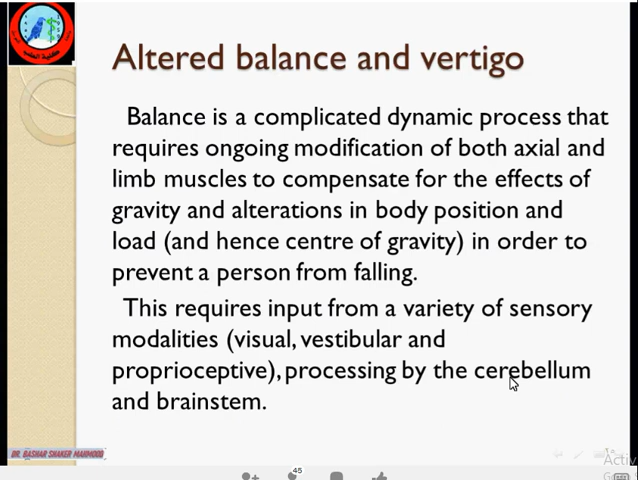 Altered balance and vertigo
Balance is a complicated dynamic process that
requires ongoing modification of both axial and
limb muscles to compensate for the effects of
gravity and alterations in body position and
load (and hence centre of gravity) in order to
prevent a person from falling.
This requires input from a variety of sensory
modalities (visual, vestibular and
proprioceptive), processing by the cerebellum
and brainstem.
DR. BASHAR SHAKER MAHMOOD
Activ
45